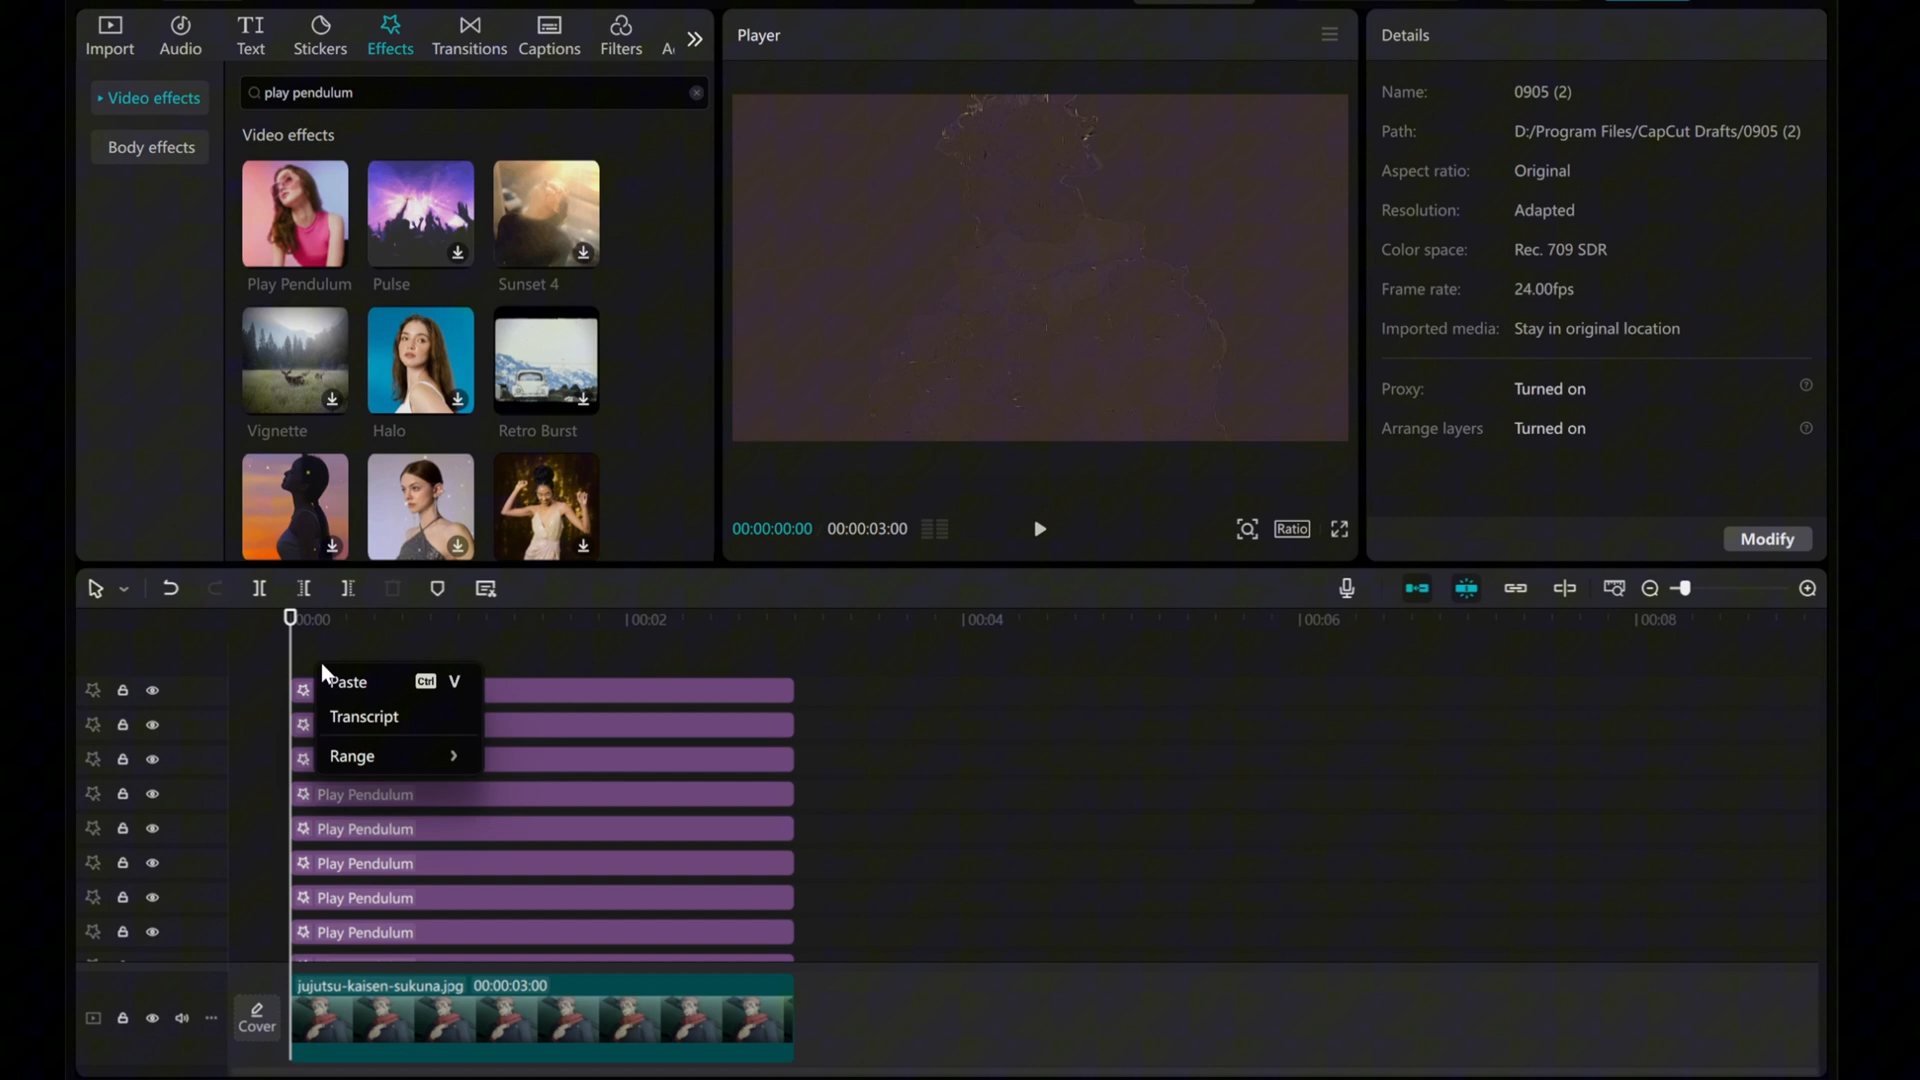 Import Audio Text Stickers Effects Transitions Captions Filters
Video effects
Body effects
play pendulum
Video effects
Play Pendulum Pulse Sunset 4
Vignette Halo Retro Burst
Player
00:00:00:00 00:00:03:00
Ratio
Details
Name: 0905 (2)
Path: D:/Program Files/CapCut Drafts/0905 (2)
Aspect ratio: Original
Resolution: Adapted
Color space: Rec. 709 SDR
Frame rate: 24.00fps
Imported media: Stay in original location
Proxy: Turned on
Arrange layers Turned on
Modify
00:00 00:02 00:04 00:06 00:08
Paste Ctrl V
Transcript
Range
Play Pendulum
Play Pendulum
Play Pendulum
Play Pendulum
Play Pendulum
jujutsu-kaisen-sukuna.jpg 00:00:03:00
Cover